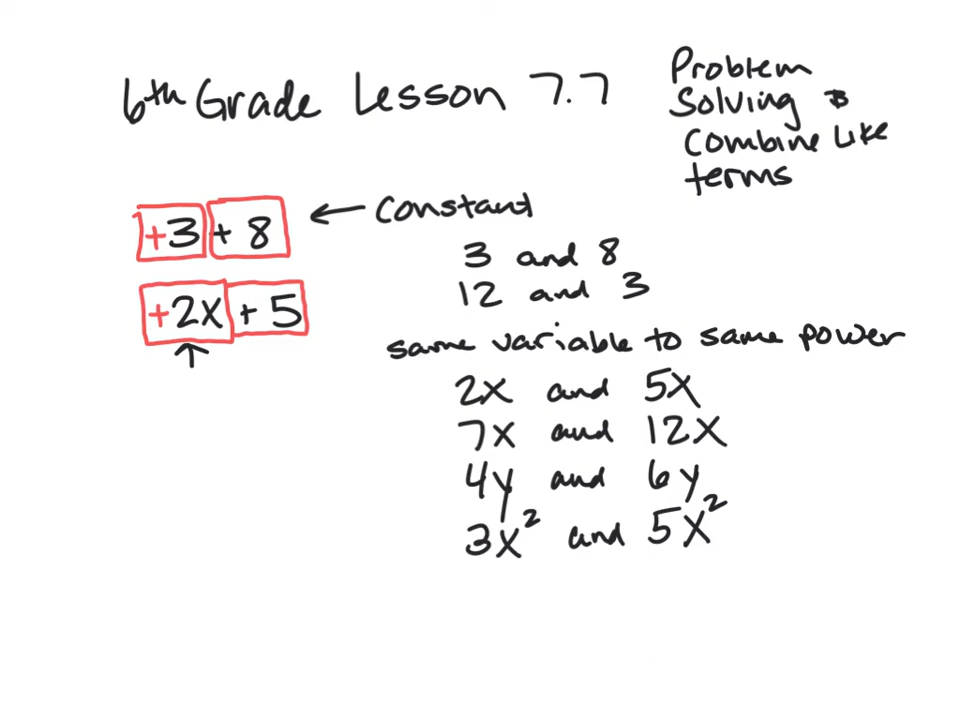 6th Grade Lesson 7.7
Problem
Solving
Combine Like
terms
+3 + 8 ← constant
3 and 8
12 and 3
+2x + 5
↑
same variable to same power
2x and 5x
7x and 12x
4y and 6y
3x² and 5x²